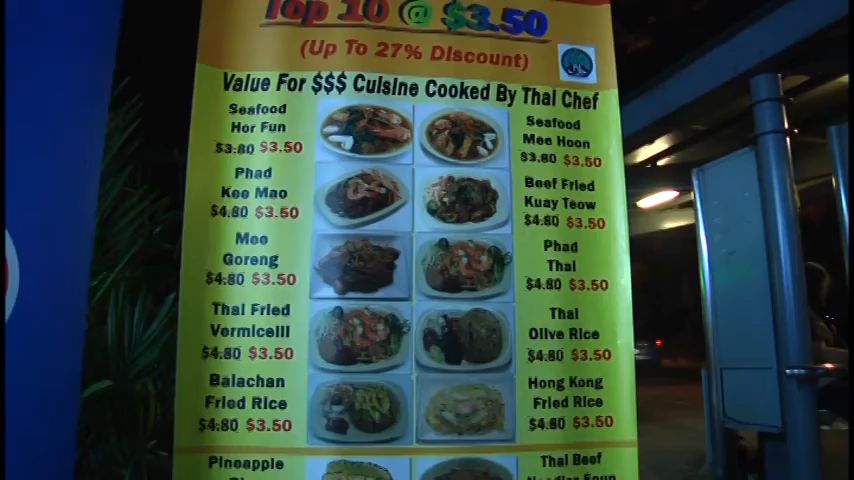 Top 10 @ $3.50
(Up To 27% Discount)
Value For $$$ Cuisine Cooked By Thai Chef
Seafood
Hor Fun
$3.80 $3.50
Phad
Kee Mao
$4.80 $3.50
Mee
Goreng
$4.80 $3.50
Thai Fried
Vermicelli
$4.80 $3.50
Balachan
Fried Rice
$4.80 $3.50
Pineapple
Seafood
Mee Hoon
$3.80 $3.50
Beef Fried
Kuay Teow
$4.80 $3.50
Phad
Thai
$4.80 $3.50
Thai
Olive Rice
$4.80 $3.50
Hong Kong
Fried Rice
$4.80 $3.50
Thai Beef
Noodles Soup